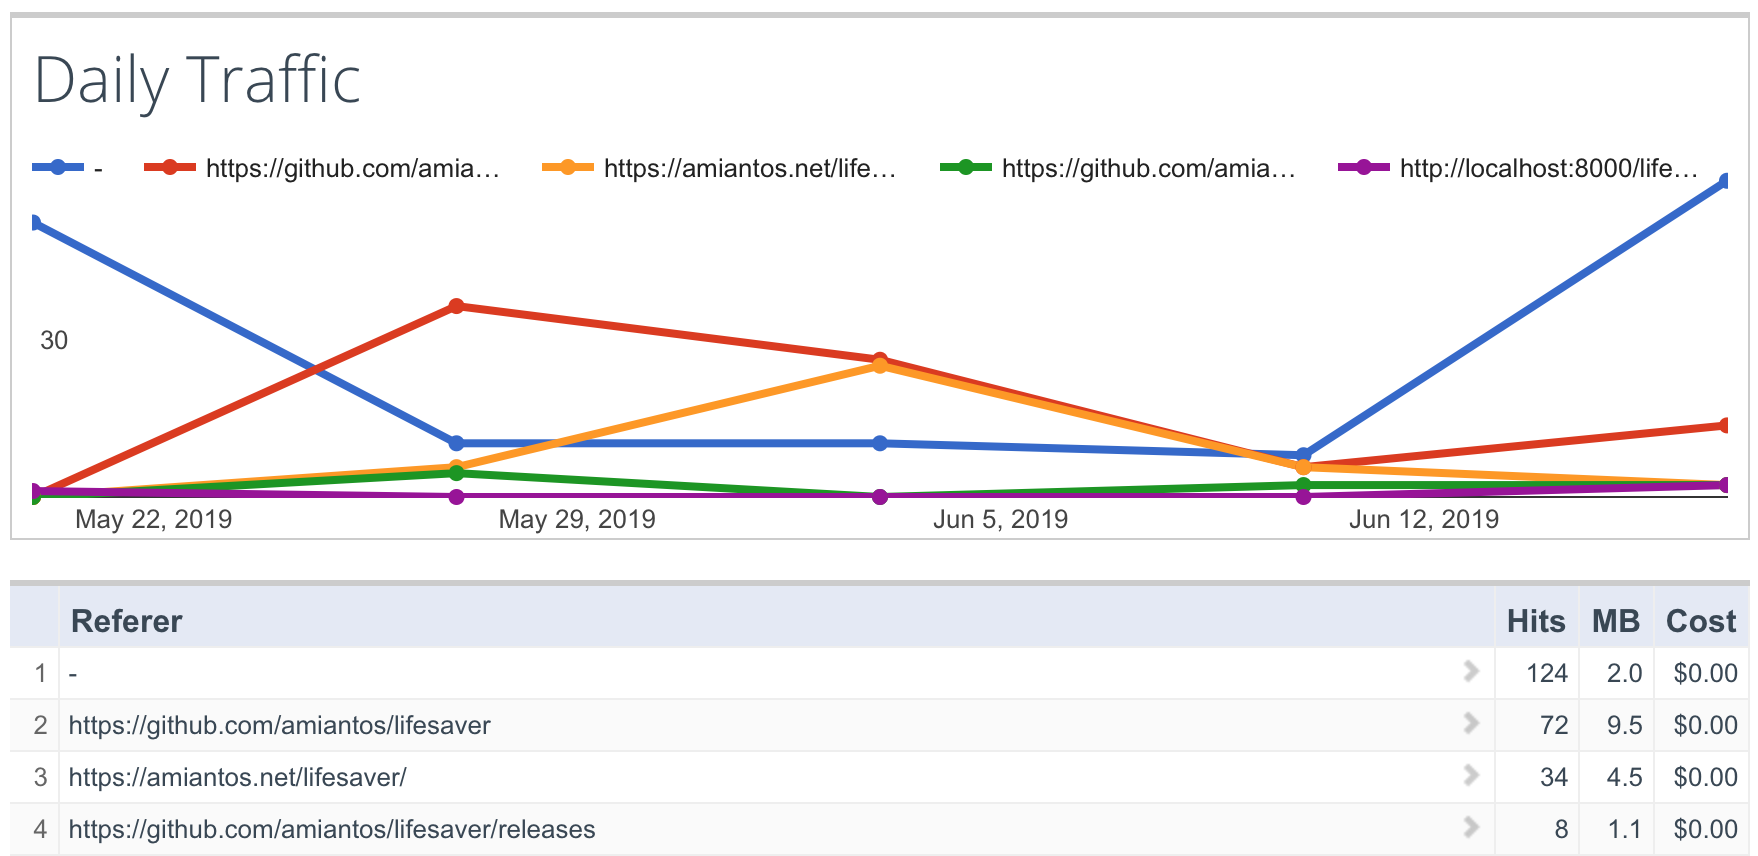 Daily Traffic
- https://github.com/amia… https://amiantos.net/life… https://github.com/amia… http://localhost:8000/life…
30
May 22, 2019 May 29, 2019 Jun 5, 2019 Jun 12, 2019
Referer Hits MB Cost
1 - 124 2.0 $0.00
2 https://github.com/amiantos/lifesaver 72 9.5 $0.00
3 https://amiantos.net/lifesaver/ 34 4.5 $0.00
4 https://github.com/amiantos/lifesaver/releases 8 1.1 $0.00